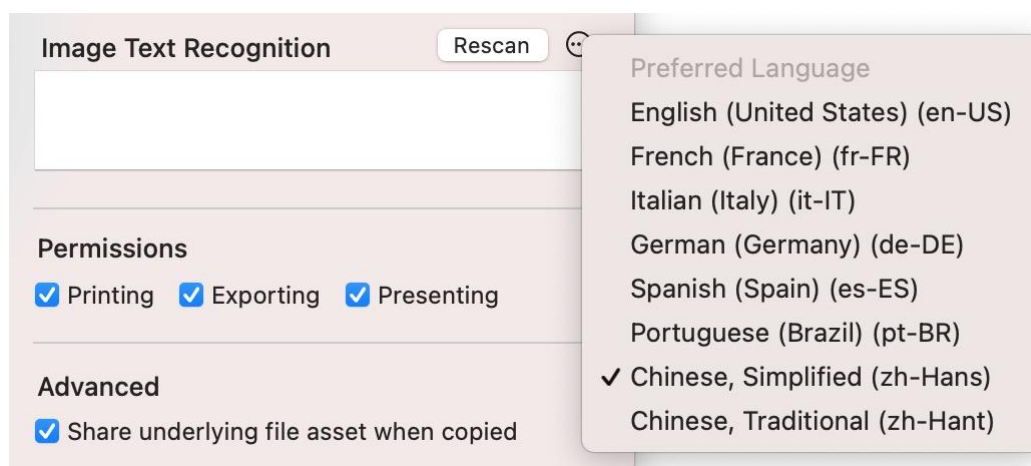 Image Text Recognition
Rescan
Permissions
Printing
Exporting
Presenting
Advanced
Share underlying file asset when copied
Preferred Language
English (United States) (en-US)
French (France) (fr-FR)
Italian (Italy) (it-IT)
German (Germany) (de-DE)
Spanish (Spain) (es-ES)
Portuguese (Brazil) (pt-BR)
Chinese, Simplified (zh-Hans)
Chinese, Traditional (zh-Hant)